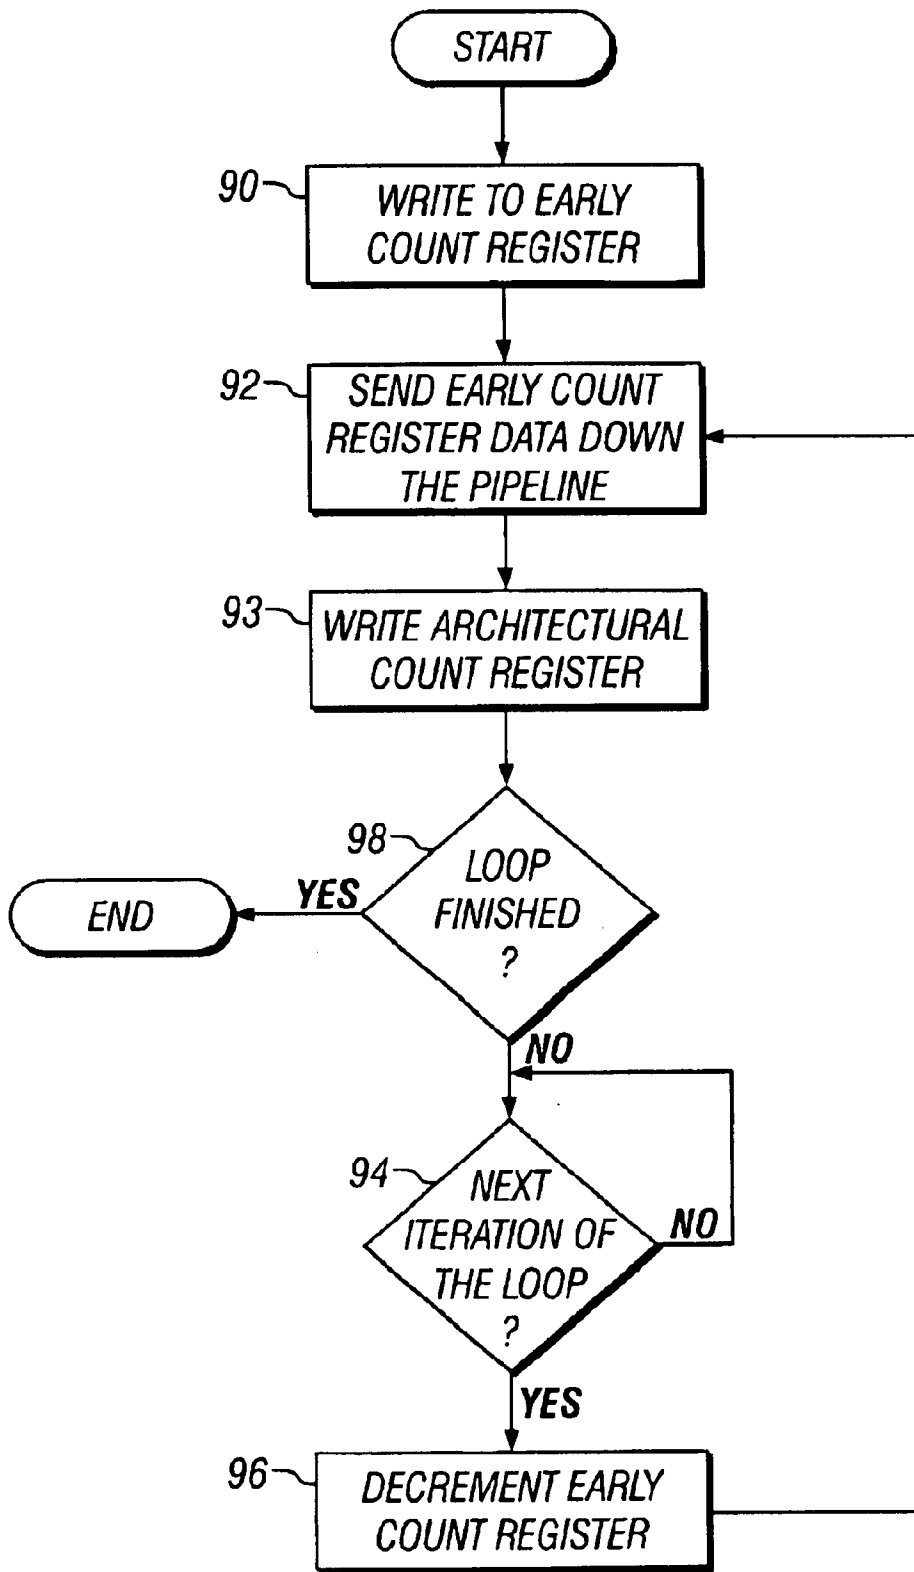 START
90
WRITE TO EARLY
COUNT REGISTER
92
SEND EARLY COUNT
REGISTER DATA DOWN
THE PIPELINE
93
WRITE ARCHITECTURAL
COUNT REGISTER
98
LOOP
FINISHED
?
YES
END
NO
94
NEXT
ITERATION OF
THE LOOP
?
NO
YES
96
DECREMENT EARLY
COUNT REGISTER